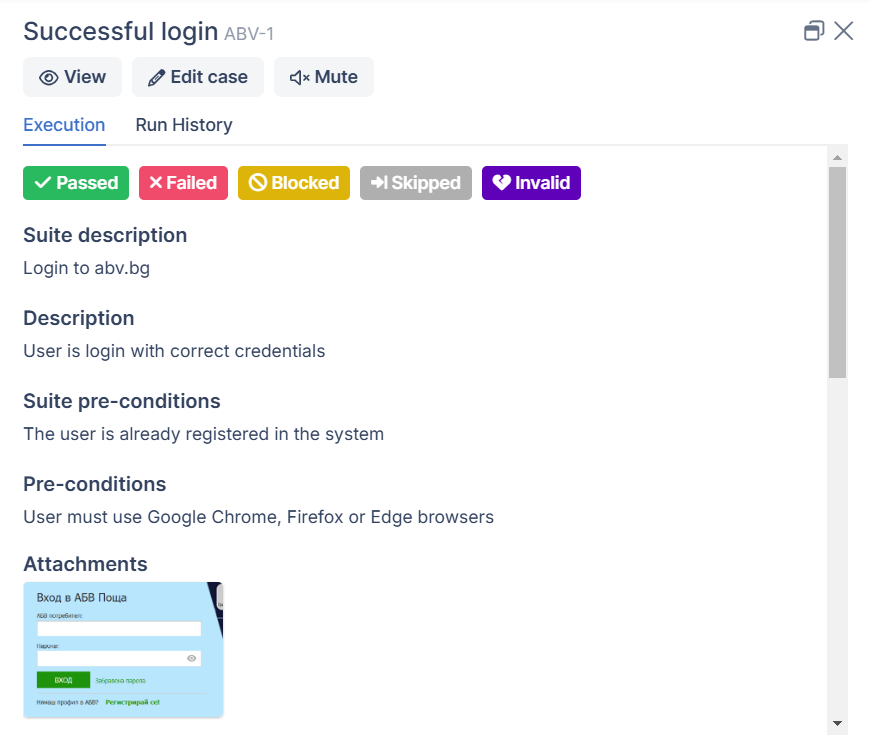 Successful login ABV-1
View Edit case Mute
Execution Run History
Passed Failed Blocked Skipped Invalid
Suite description
Login to abv.bg
Description
User is login with correct credentials
Suite pre-conditions
The user is already registered in the system
Pre-conditions
User must use Google Chrome, Firefox or Edge browsers
Attachments
Вход в АБВ Поща
АБВ потребител:
Парола:
ВХОД Забравена парола
Нямаш профил в АБВ? Регистрирай се!